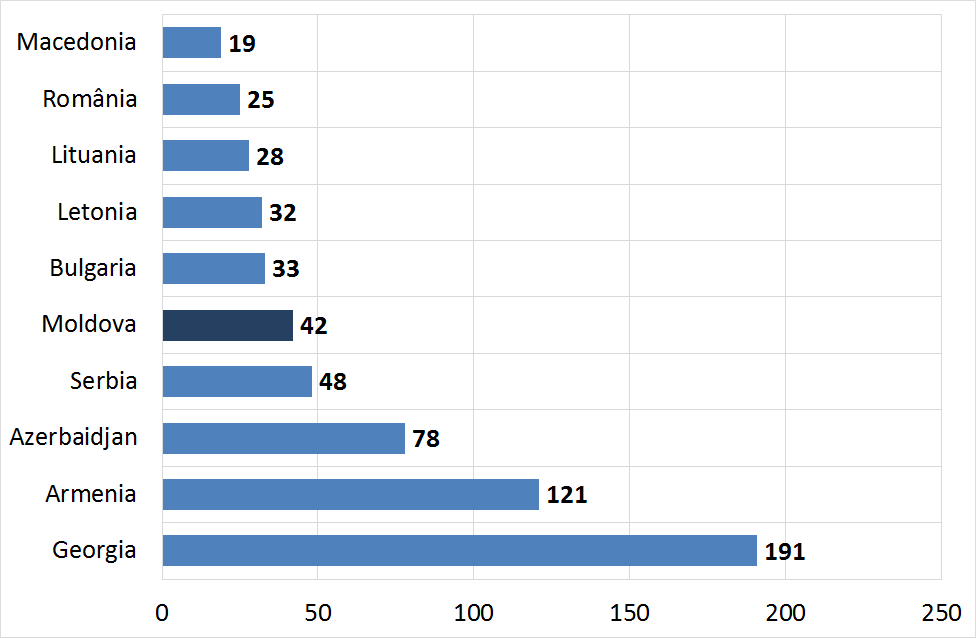 Macedonia 19
România 25
Lituania 28
Letonia 32
Bulgaria 33
Moldova 42
Serbia 48
Azerbaidjan 78
Armenia 121
Georgia 191
0 50 100 150 200 250